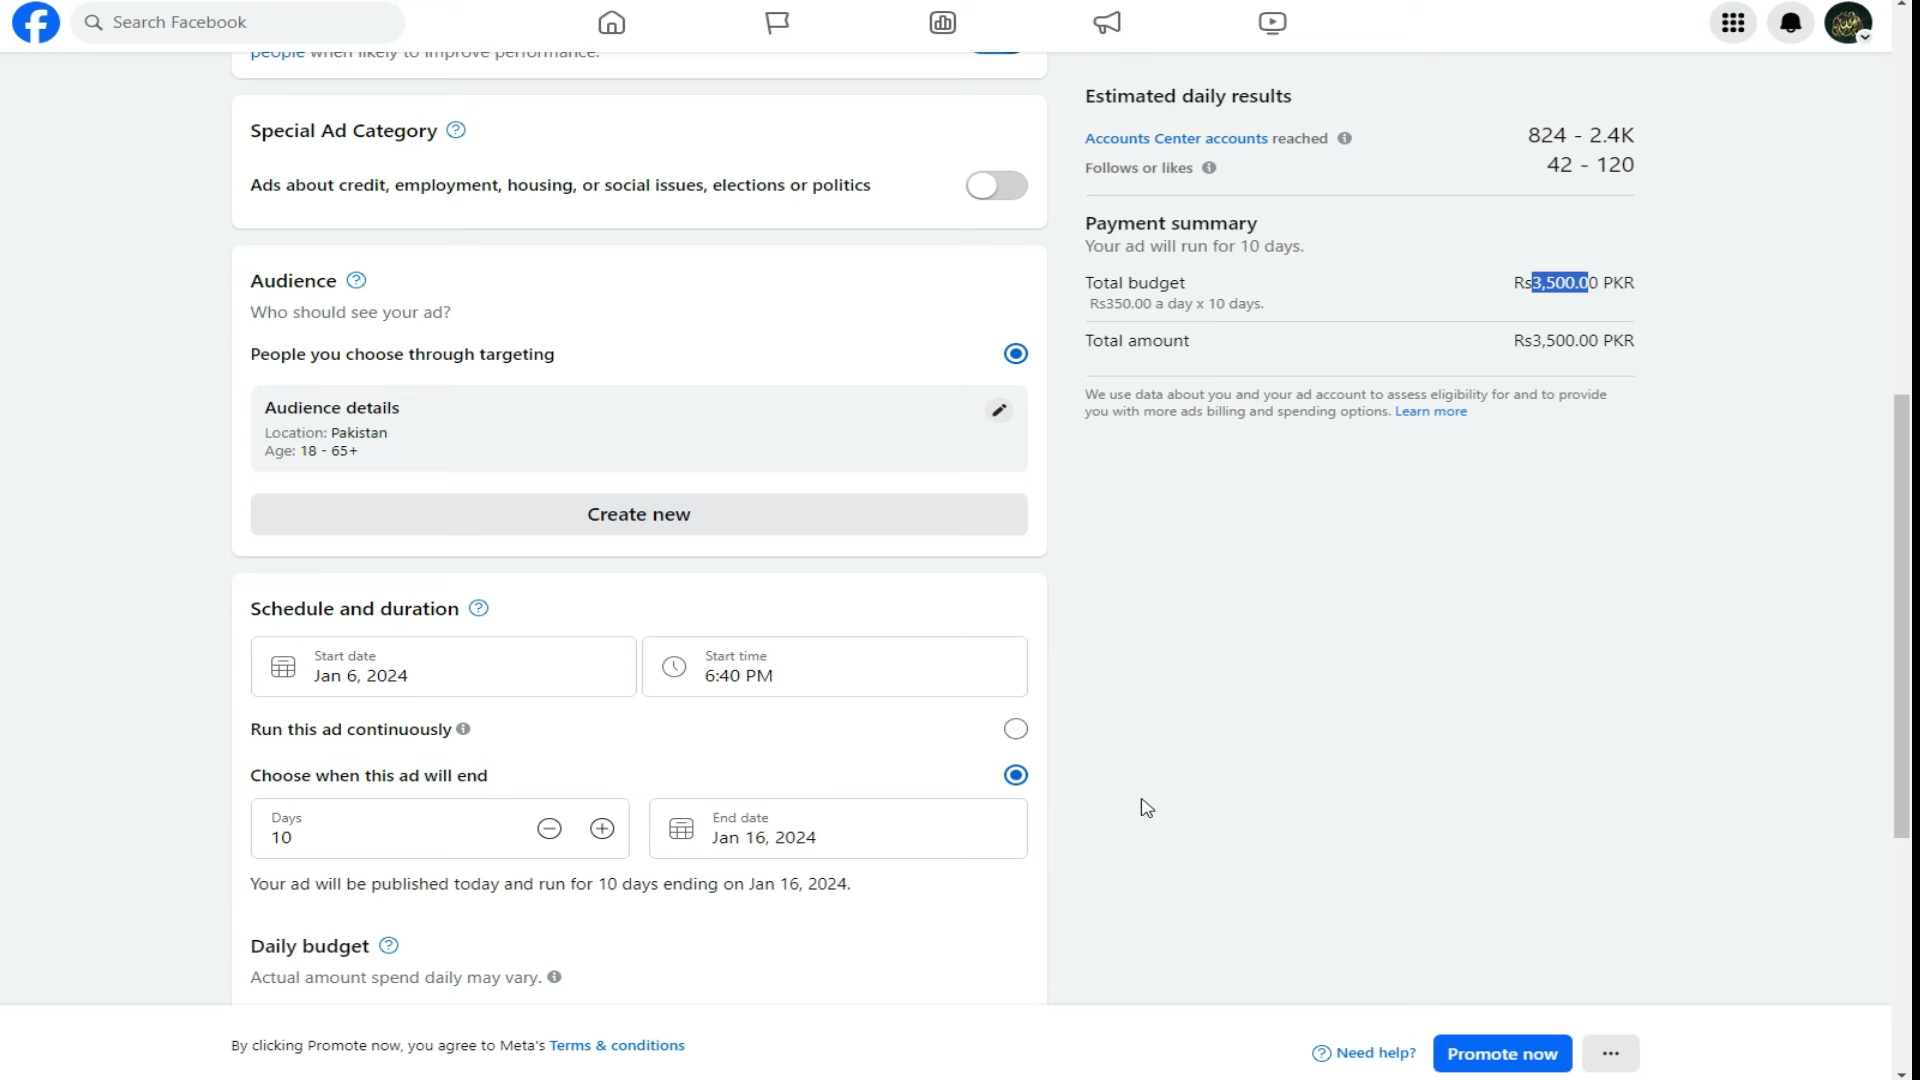 Search Facebook
people when likely to improve performance.
Special Ad Category
Ads about credit, employment, housing, or social issues, elections or politics
Audience
Who should see your ad?
People you choose through targeting
Audience details
Location: Pakistan
Age: 18 - 65+
Create new
Schedule and duration
Start date
Jan 6, 2024
Start time
6:40 PM
Run this ad continuously
Choose when this ad will end
Days
10
End date
Jan 16, 2024
Your ad will be published today and run for 10 days ending on Jan 16, 2024.
Daily budget
Actual amount spend daily may vary.
Estimated daily results
Accounts Center accounts reached
824 - 2.4K
Follows or likes
42 - 120
Payment summary
Your ad will run for 10 days.
Total budget
Rs3,500.00 PKR
Rs350.00 a day x 10 days.
Total amount
Rs3,500.00 PKR
We use data about you and your ad account to assess eligibility for and to provide
you with more ads billing and spending options. Learn more
By clicking Promote now, you agree to Meta's Terms & conditions
Need help?
Promote now